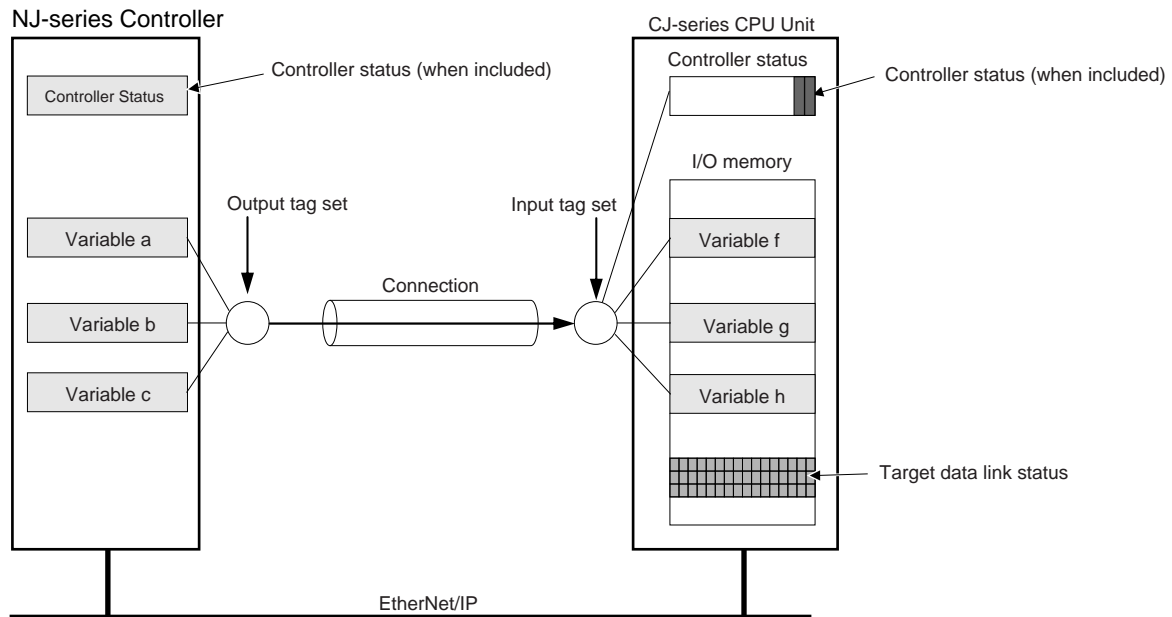 NJ-series Controller
CJ-series CPU Unit
Controller status (when included)
Controller Status
Controller status
Controller status (when included)
I/O memory
Output tag set
Input tag set
Variable a
Variable f
Connection
Variable b
Variable g
Variable c
Variable h
Target data link status
EtherNet/IP